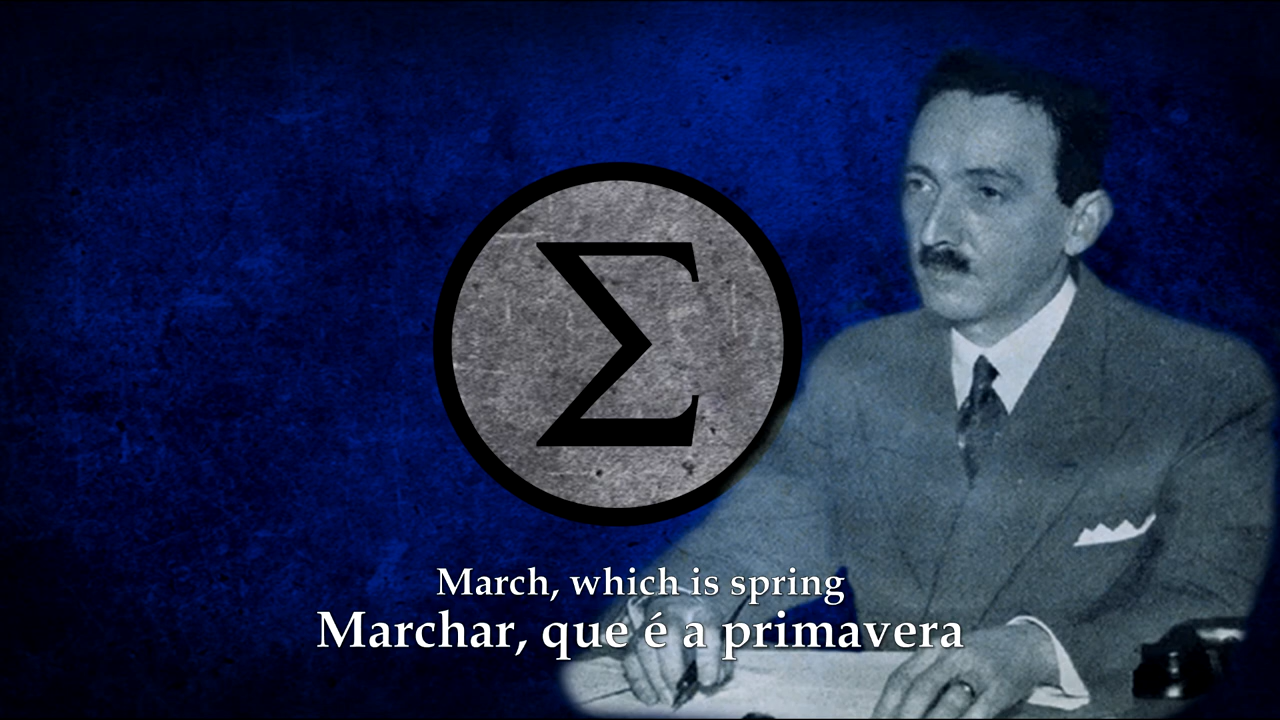 Σ
March, which is spring
Marchar, que é a primavera